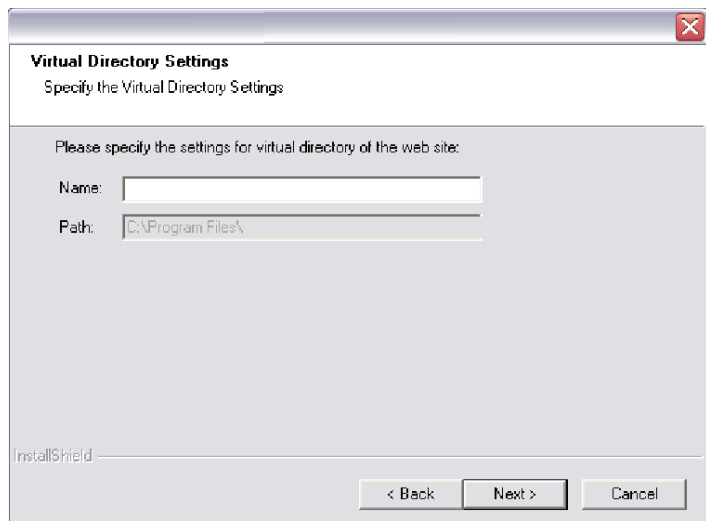 Virtual Directory Settings
Specify the Virtual Directory Settings
Please specify the settings for virtual directory of the web site:
Name:
Path: C:\Program Files\
InstallShield
< Back Next > Cancel